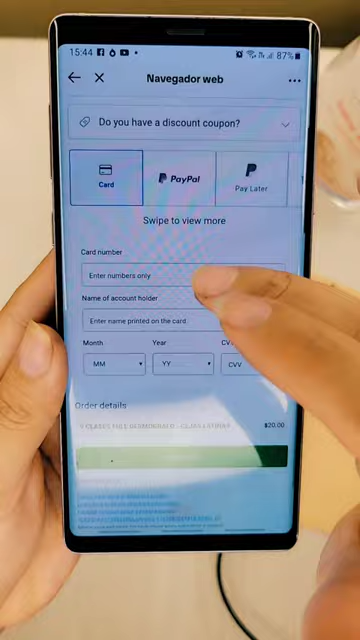 15:44
87%
Navegador web
Do you have a discount coupon?
Card
PayPal
P
Pay Later
Swipe to view more
Card number
Enter numbers only
Name of account holder
Enter name printed on the card.
Month
Year
CV
MM
YY
CVV
Order details
$20.00